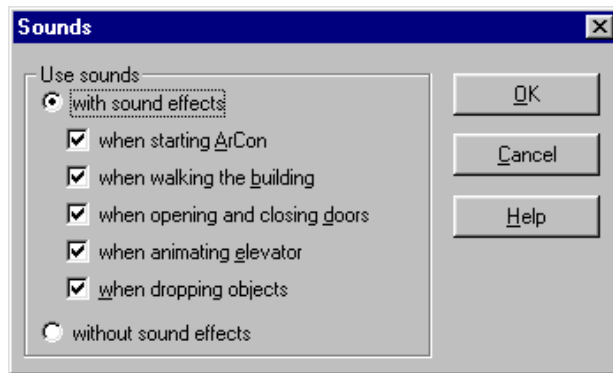 Sounds
Use sounds
with sound effects
when starting ArCon
when walking the building
when opening and closing doors
when animating elevator
when dropping objects
without sound effects
OK
Cancel
Help